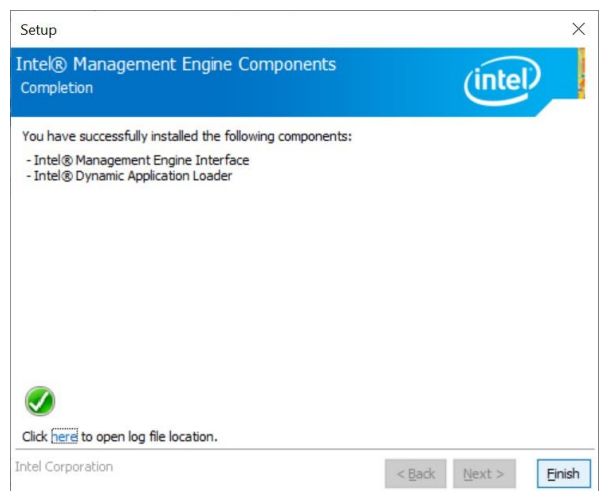 Setup
Intel® Management Engine Components
Completion
intel
You have successfully installed the following components:
- Intel® Management Engine Interface
- Intel® Dynamic Application Loader
Click here to open log file location.
Intel Corporation
< Back Next > Finish